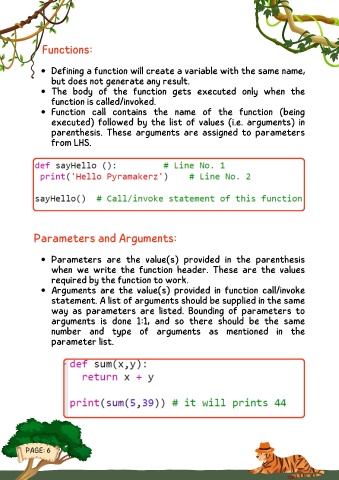 Functions:
• Defining a function will create a variable with the same name,
but does not generate any result.
• The body of the function gets executed only when the
function is called/invoked.
• Function call contains the name of the function (being
executed) followed by the list of values (i.e. arguments) in
parenthesis. These arguments are assigned to parameters
from LHS.
def sayHello (): # Line No. 1
print('Hello Pyramakerz') # Line No. 2
sayHello() # Call/invoke statement of this function
Parameters and Arguments:
• Parameters are the value(s) provided in the parenthesis
when we write the function header. These are the values
required by the function to work.
• Arguments are the value(s) provided in function call/invoke
statement. A list of arguments should be supplied in the same
way as parameters are listed. Bounding of parameters to
arguments is done 1:1, and so there should be the same
number and type of arguments as mentioned in the
parameter list.
def sum(x,y):
return x + y
print(sum(5,39)) # it will prints 44
PAGE: 6